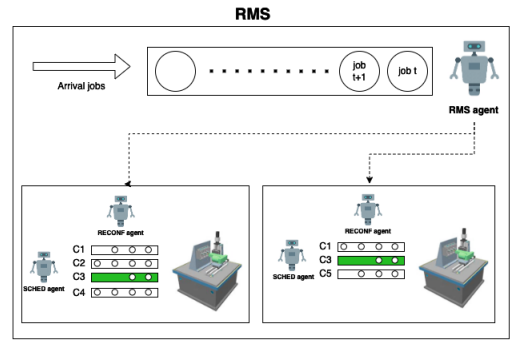 RMS
Arrival jobs
job
t+1
job t
RMS agent
RECONF agent
C1
C2
C3
C4
SCHED agent
RECONF agent
C1
C3
C5
SCHED agent